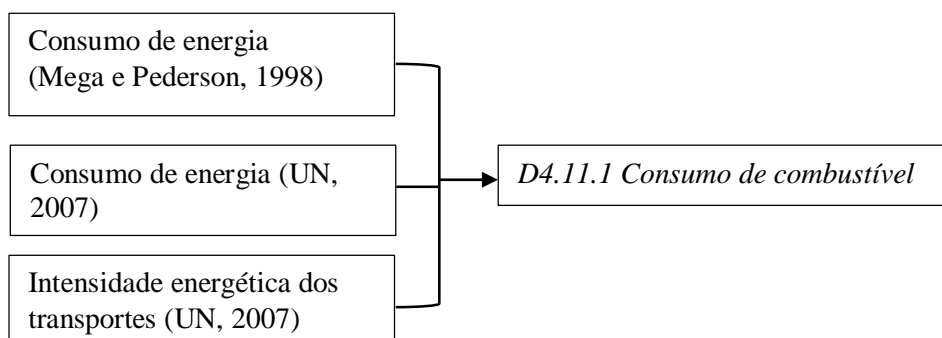 Consumo de energia
(Mega e Pederson, 1998)
Consumo de energia (UN,
2007)
Intensidade energética dos
transportes (UN, 2007)
D4.11.1 Consumo de combustível